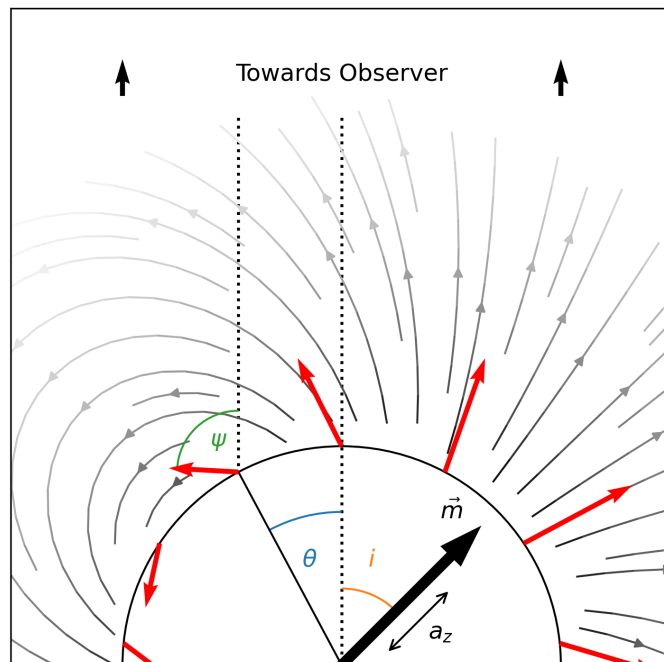 Towards Observer
ψ
m⃗
θ
i
a_z